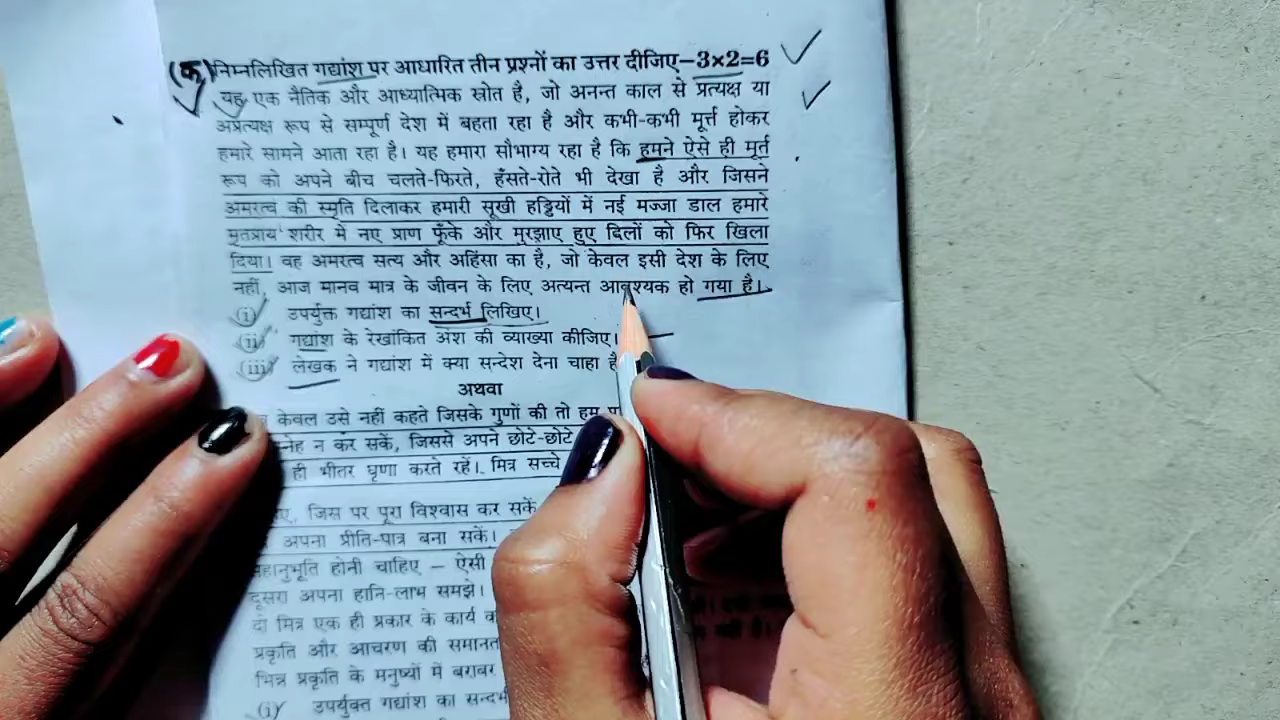 (क) निम्नलिखित गद्यांश पर आधारित तीन प्रश्नों का उत्तर दीजिए–3×2=6
यह एक नैतिक और आध्यात्मिक स्रोत है, जो अनन्त काल से प्रत्यक्ष या
अप्रत्यक्ष रूप से सम्पूर्ण देश में बहता रहा है और कभी-कभी मूर्त्त होकर
हमारे सामने आता रहा है। यह हमारा सौभाग्य रहा है कि हमने ऐसे ही मूर्त
रूप को अपने बीच चलते-फिरते, हँसते-रोते भी देखा है और जिसने
अमरत्व की स्मृति दिलाकर हमारी सूखी हड्डियों में नई मज्जा डाल हमारे
मृतप्राय शरीर में नए प्राण फूँके और मुरझाए हुए दिलों को फिर खिला
दिया। वह अमरत्व सत्य और अहिंसा का है, जो केवल इसी देश के लिए
नहीं, आज मानव मात्र के जीवन के लिए अत्यन्त आवश्यक हो गया है।
(i) उपर्युक्त गद्यांश का सन्दर्भ लिखिए।
(ii) गद्यांश के रेखांकित अंश की व्याख्या कीजिए।
(iii) लेखक ने गद्यांश में क्या सन्देश देना चाहा है
अथवा
केवल उसे नहीं कहते जिसके गुणों की तो हम
न कर सकें, जिससे अपने छोटे-छोटे
ही भीतर घृणा करते रहें। मित्र सच्चे
जिस पर पूरा विश्वास कर सकें
अपना प्रीति-पात्र बना सकें।
होनी चाहिए – ऐसी
दूसरा अपना हानि-लाभ समझे।
दो मित्र एक ही प्रकार के कार्य
प्रकृति और आचरण की
भिन्न प्रकृति के मनुष्यों में बराबर
(i) उपर्युक्त गद्यांश का